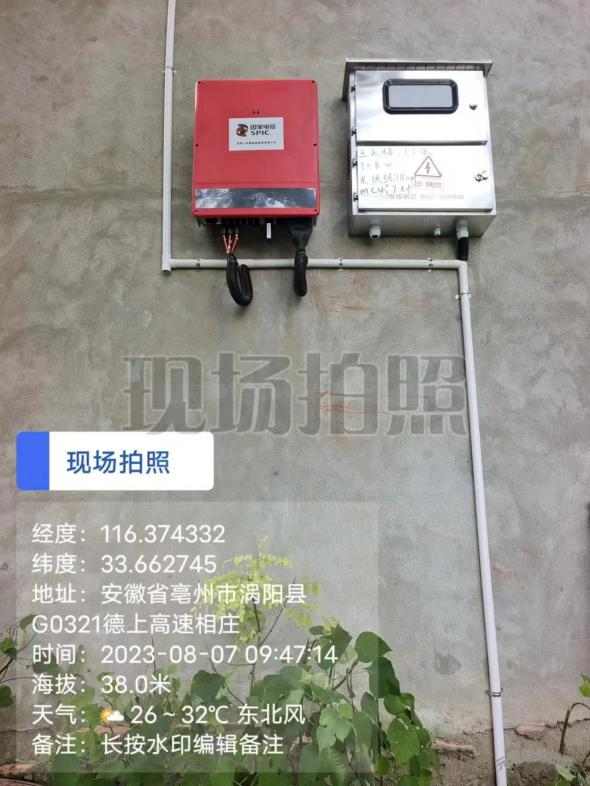 国家电投
SPIC
现场拍照
现场拍照
经度：116.374332
纬度：33.662745
地址：安徽省亳州市涡阳县
G0321德上高速相庄
时间：2023-08-07 09:47:14
海拔：38.0米
天气：26～32℃ 东北风
备注：长按水印编辑备注